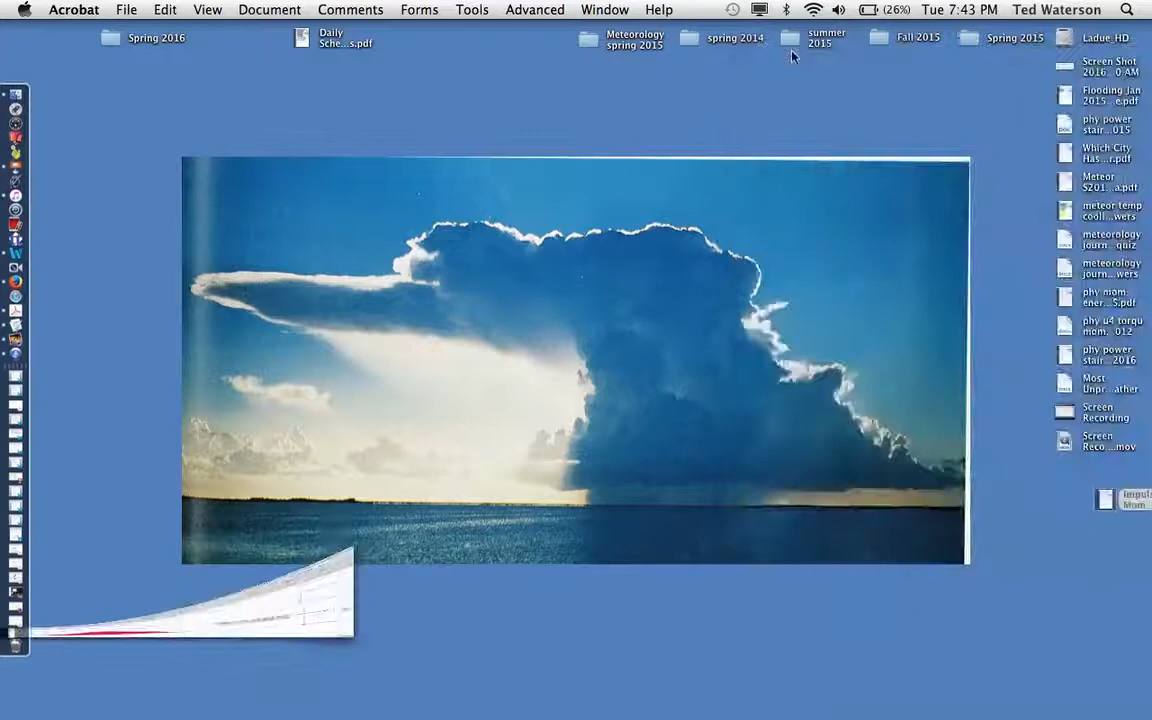 Acrobat File Edit View Document Comments Forms Tools Advanced Window Help (26%) Tue 7:43 PM Ted Waterson
Spring 2016
Daily
Sche...s.pdf
Meteorology
spring 2015
spring 2014
summer
2015
Fall 2015
Spring 2015
Ladue_HD
Screen Shot
2016...0-AM
Flooding Jan
2015...e.pdf
phy power
stair...015
Which City
Has...r.pdf
Meteor
S201...a.pdf
meteor temp
cooll...wers
meteorology
journ...quiz
meteorology
journ...wers
phy mom
ener...S.pdf
phy u4 torqu
mom...012
phy power
stair...2016
Most
Unpr...ather
Screen
Recording
Screen
Reco....mov
Impuls
Mom